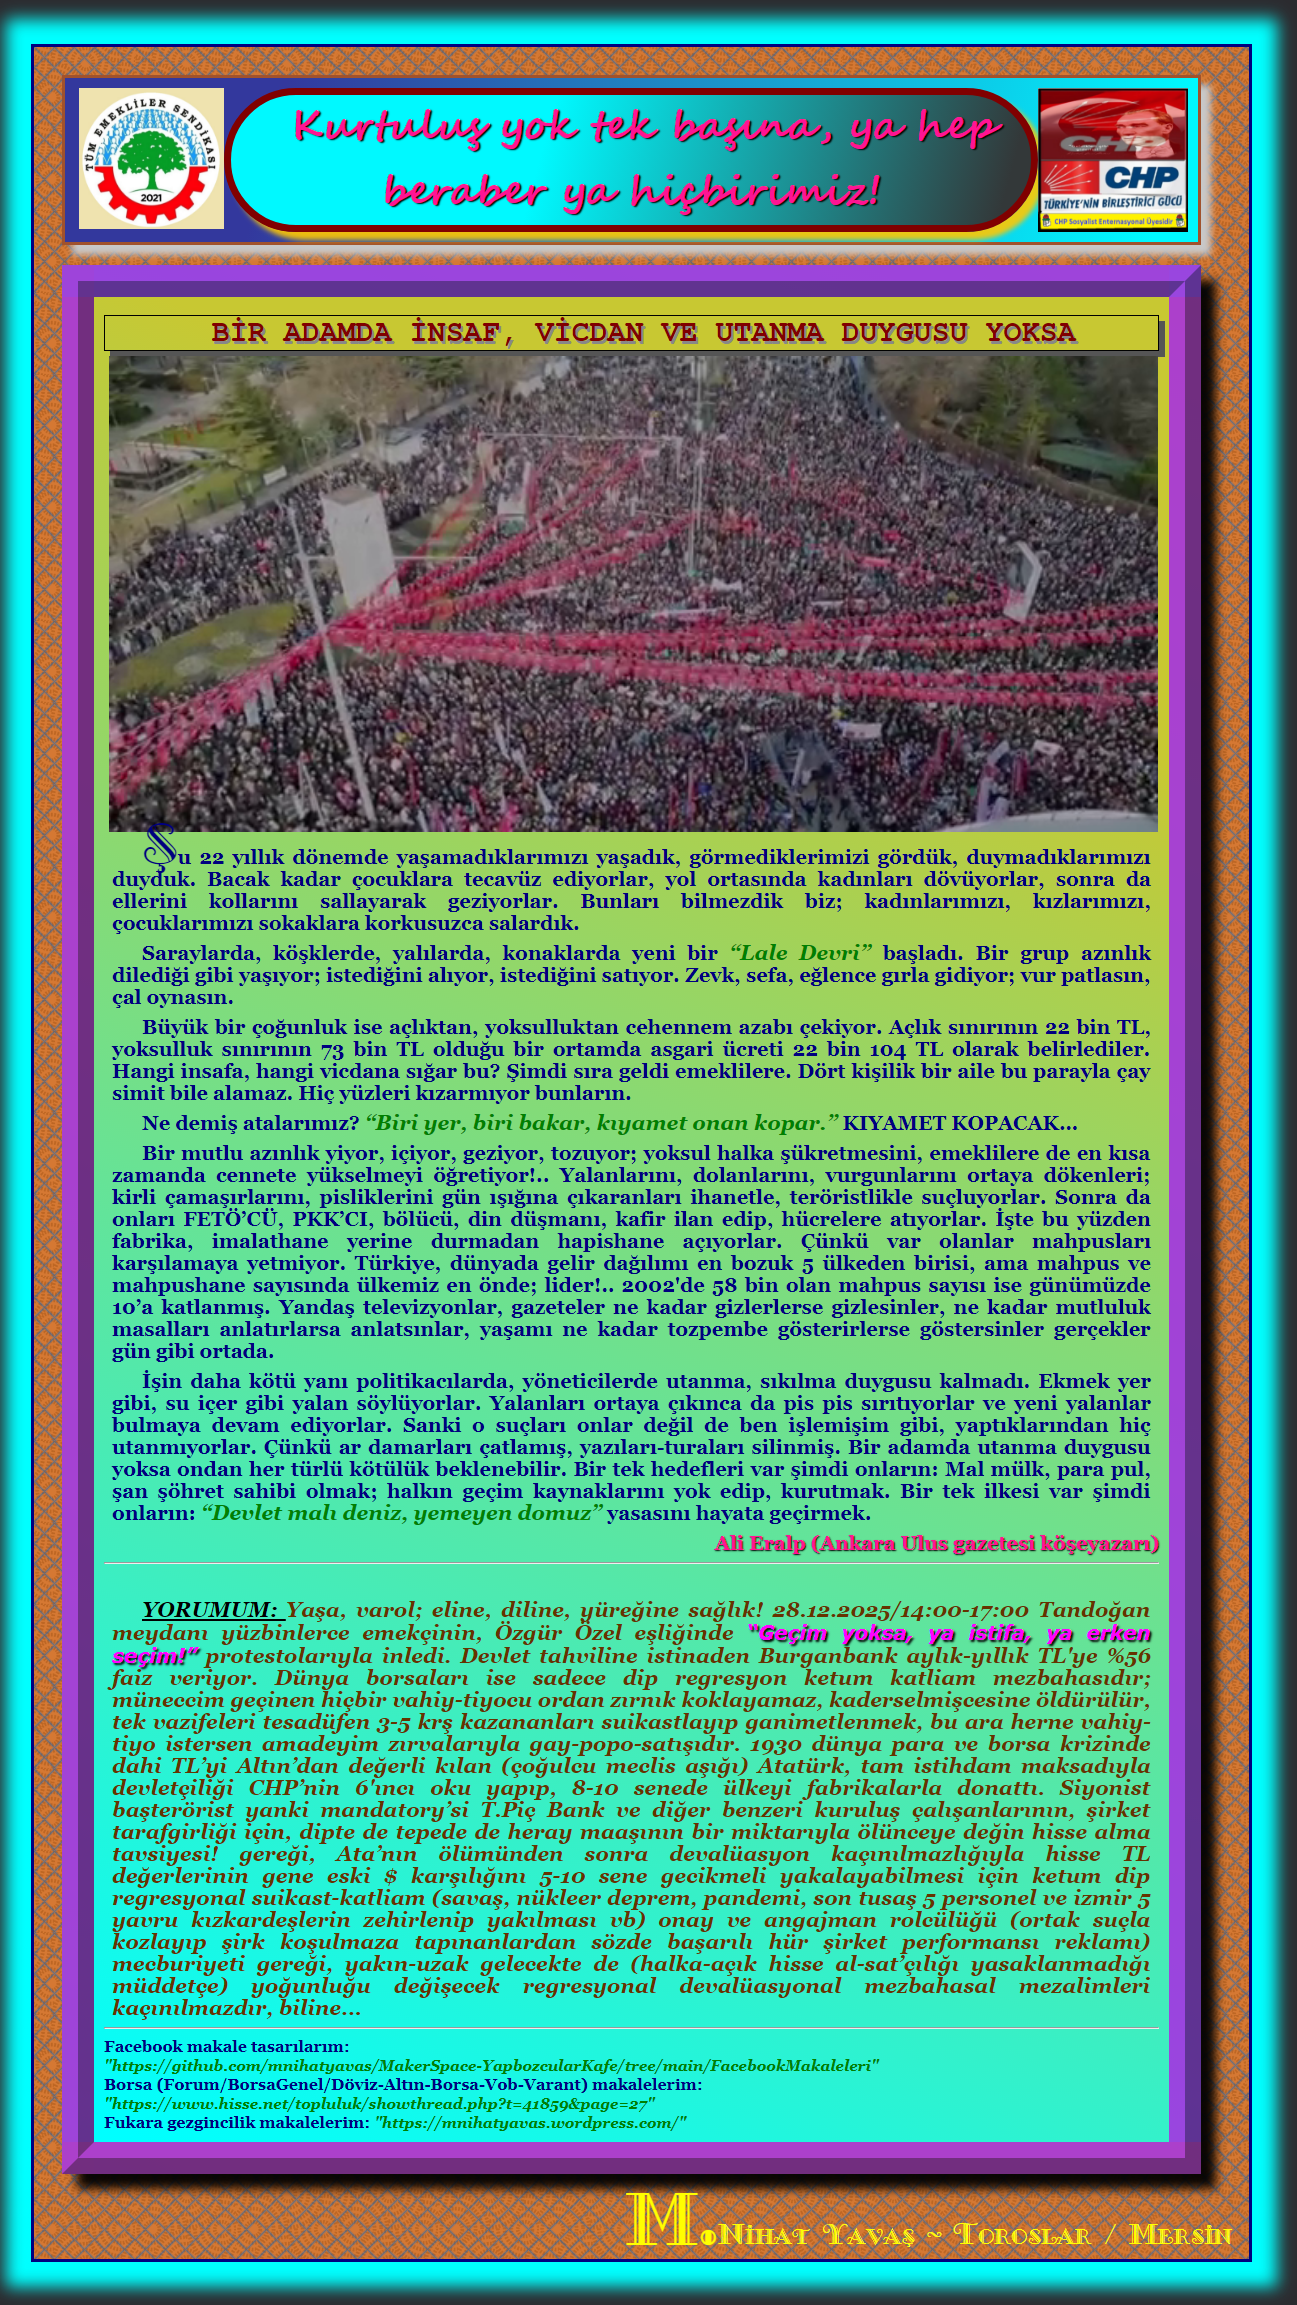 TÜM EMEKLİLER SENDİKASI
2021
Kurtuluş yok tek başına, ya hep
beraber ya hiçbirimiz!
CHP
CHP
TÜRKİYE'NİN BİRLEŞTİRİCİ GÜCÜ
CHP Sosyalist Enternasyonal Üyesidir
BİR ADAMDA İNSAF, VİCDAN VE UTANMA DUYGUSU YOKSA
Şu 22 yıllık dönemde yaşamadıklarımızı yaşadık, görmediklerimizi gördük, duymadıklarımızı
duyduk. Bacak kadar çocuklara tecavüz ediyorlar, yol ortasında kadınları dövüyorlar, sonra da
ellerini kollarını sallayarak geziyorlar. Bunları bilmezdik biz; kadınlarımızı, kızlarımızı,
çocuklarımızı sokaklara korkusuzca salardık.
Saraylarda, köşklerde, yalılarda, konaklarda yeni bir “Lale Devri” başladı. Bir grup azınlık
dilediği gibi yaşıyor; istediğini alıyor, istediğini satıyor. Zevk, sefa, eğlence gırla gidiyor; vur patlasın,
çal oynasın.
Büyük bir çoğunluk ise açlıktan, yoksulluktan cehennem azabı çekiyor. Açlık sınırının 22 bin TL,
yoksulluk sınırının 73 bin TL olduğu bir ortamda asgari ücreti 22 bin 104 TL olarak belirlediler.
Hangi insafa, hangi vicdana sığar bu? Şimdi sıra geldi emeklilere. Dört kişilik bir aile bu parayla çay
simit bile alamaz. Hiç yüzleri kızarmıyor bunların.
Ne demiş atalarımız? “Biri yer, biri bakar, kıyamet onan kopar.” KIYAMET KOPACAK…
Bir mutlu azınlık yiyor, içiyor, geziyor, tozuyor; yoksul halka şükretmesini, emeklilere de en kısa
zamanda cennete yükselmeyi öğretiyor!.. Yalanlarını, dolanlarını, vurgunlarını ortaya dökenleri;
kirli çamaşırlarını, pisliklerini gün ışığına çıkaranları ihanetle, teröristlikle suçluyorlar. Sonra da
onları FETÖ’CÜ, PKK’CI, bölücü, din düşmanı, kafir ilan edip, hücrelere atıyorlar. İşte bu yüzden
fabrika, imalathane yerine durmadan hapishane açıyorlar. Çünkü var olanlar mahpusları
karşılamaya yetmiyor. Türkiye, dünyada gelir dağılımı en bozuk 5 ülkeden birisi, ama mahpus ve
mahpushane sayısında ülkemiz en önde; lider!.. 2002'de 58 bin olan mahpus sayısı ise günümüzde
10’a katlanmış. Yandaş televizyonlar, gazeteler ne kadar gizlerlerse gizlesinler, ne kadar mutluluk
masalları anlatırlarsa anlatsınlar, yaşamı ne kadar tozpembe gösterirlerse göstersinler gerçekler
gün gibi ortada.
İşin daha kötü yanı politikacılarda, yöneticilerde utanma, sıkılma duygusu kalmadı. Ekmek yer
gibi, su içer gibi yalan söylüyorlar. Yalanları ortaya çıkınca da pis pis sırıtıyorlar ve yeni yalanlar
bulmaya devam ediyorlar. Sanki o suçları onlar değil de ben işlemişim gibi, yaptıklarından hiç
utanmıyorlar. Çünkü ar damarları çatlamış, yazıları-turaları silinmiş. Bir adamda utanma duygusu
yoksa ondan her türlü kötülük beklenebilir. Bir tek hedefleri var şimdi onların: Mal mülk, para pul,
şan şöhret sahibi olmak; halkın geçim kaynaklarını yok edip, kurutmak. Bir tek ilkesi var şimdi
onların: “Devlet malı deniz, yemeyen domuz” yasasını hayata geçirmek.
Ali Eralp (Ankara Ulus gazetesi köşeyazarı)
YORUMUM: Yaşa, varol; eline, diline, yüreğine sağlık! 28.12.2025/14:00-17:00 Tandoğan
meydanı yüzbinlerce emekçinin, Özgür Özel eşliğinde "Geçim yoksa, ya istifa, ya erken
seçim!” protestolarıyla inledi. Devlet tahviline istinaden Burganbank aylık-yıllık TL'ye %56
faiz veriyor. Dünya borsaları ise sadece dip regresyon ketum katliam mezbahasıdır;
müneccim geçinen hiçbir vahiy-tiyocu ordan zırnık koklayamaz, kaderselmişcesine öldürülür,
tek vazifeleri tesadüfen 3-5 krş kazananları suikastlayıp ganimetlenmek, bu ara herne vahiy-
tiyo istersen amadeyim zırvalarıyla gay-popo-satışıdır. 1930 dünya para ve borsa krizinde
dahi TL’yi Altın’dan değerli kılan (çoğulcu meclis aşığı) Atatürk, tam istihdam maksadıyla
devletçiliği CHP’nin 6'ıncı oku yapıp, 8-10 senede ülkeyi fabrikalarla donattı. Siyonist
başterörist yanki mandatory’si T.Piç Bank ve diğer benzeri kuruluş çalışanlarının, şirket
tarafgirliği için, dipte de tepede de heray maaşının bir miktarıyla ölünceye değin hisse alma
tavsiyesi! gereği, Ata’nın ölümünden sonra devalüasyon kaçınılmazlığıyla hisse TL
değerlerinin gene eski $ karşılığını 5-10 sene gecikmeli yakalayabilmesi için ketum dip
regresyonal suikast-katliam (savaş, nükleer deprem, pandemi, son tusaş 5 personel ve izmir 5
yavru kızkardeşlerin zehirlenip yakılması vb) onay ve angajman rolcülüğü (ortak suçla
kozlayıp şirk koşulmaza tapınanlardan sözde başarılı hür şirket performansı reklamı)
mecburiyeti gereği, yakın-uzak gelecekte de (halka-açık hisse al-sat’çılığı yasaklanmadığı
müddetçe) yoğunluğu değişecek regresyonal devalüasyonal mezbahasal mezalimleri
kaçınılmazdır, biline…
Facebook makale tasarılarım:
"https://github.com/mnihatyavas/MakerSpace-YapbozcularKafe/tree/main/FacebookMakaleleri"
Borsa (Forum/BorsaGenel/Döviz-Altın-Borsa-Vob-Varant) makalelerim:
"https://www.hisse.net/topluluk/showthread.php?t=41859&page=27"
Fukara gezgincilik makalelerim: "https://mnihatyavas.wordpress.com/"
M.Nihat Yavaş ~ Toroslar / Mersin